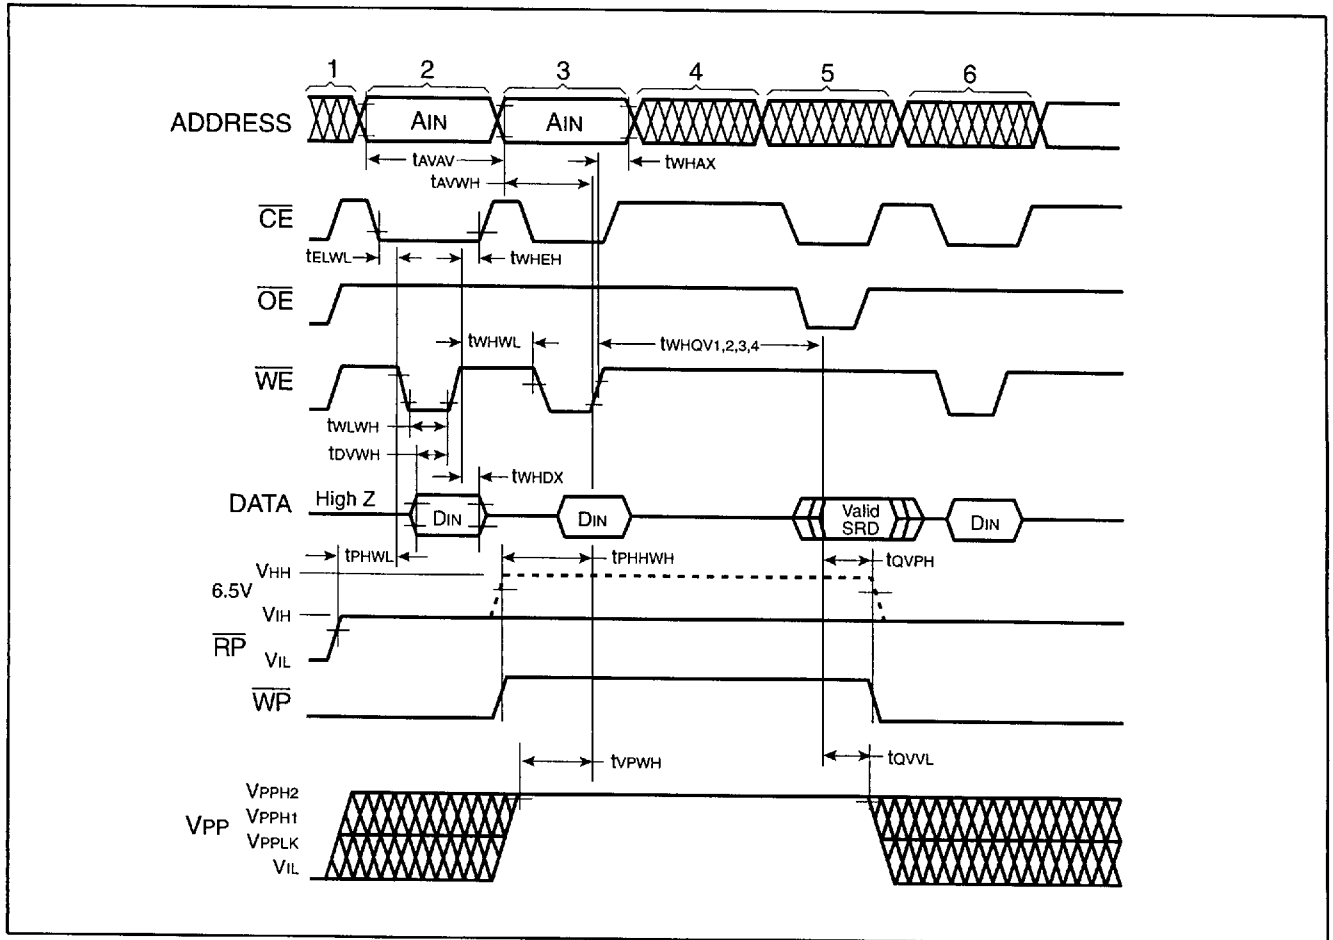 1 2 3 4 5 6
ADDRESS AIN AIN
tAVAV tWHAX
tAVWH
CE
tELWL tWHEH
OE
tWHWL tWHQV1,2,3,4
WE
tWLWH
tDVWH
tWHDX
DATA High Z DIN DIN Valid SRD DIN
tPHWL tPHHWH tQVPH
VHH
6.5V
VIH
RP
VIL
WP
tVPWH tQVVL
VPPH2
VPP VPPH1
VPPLK
VIL